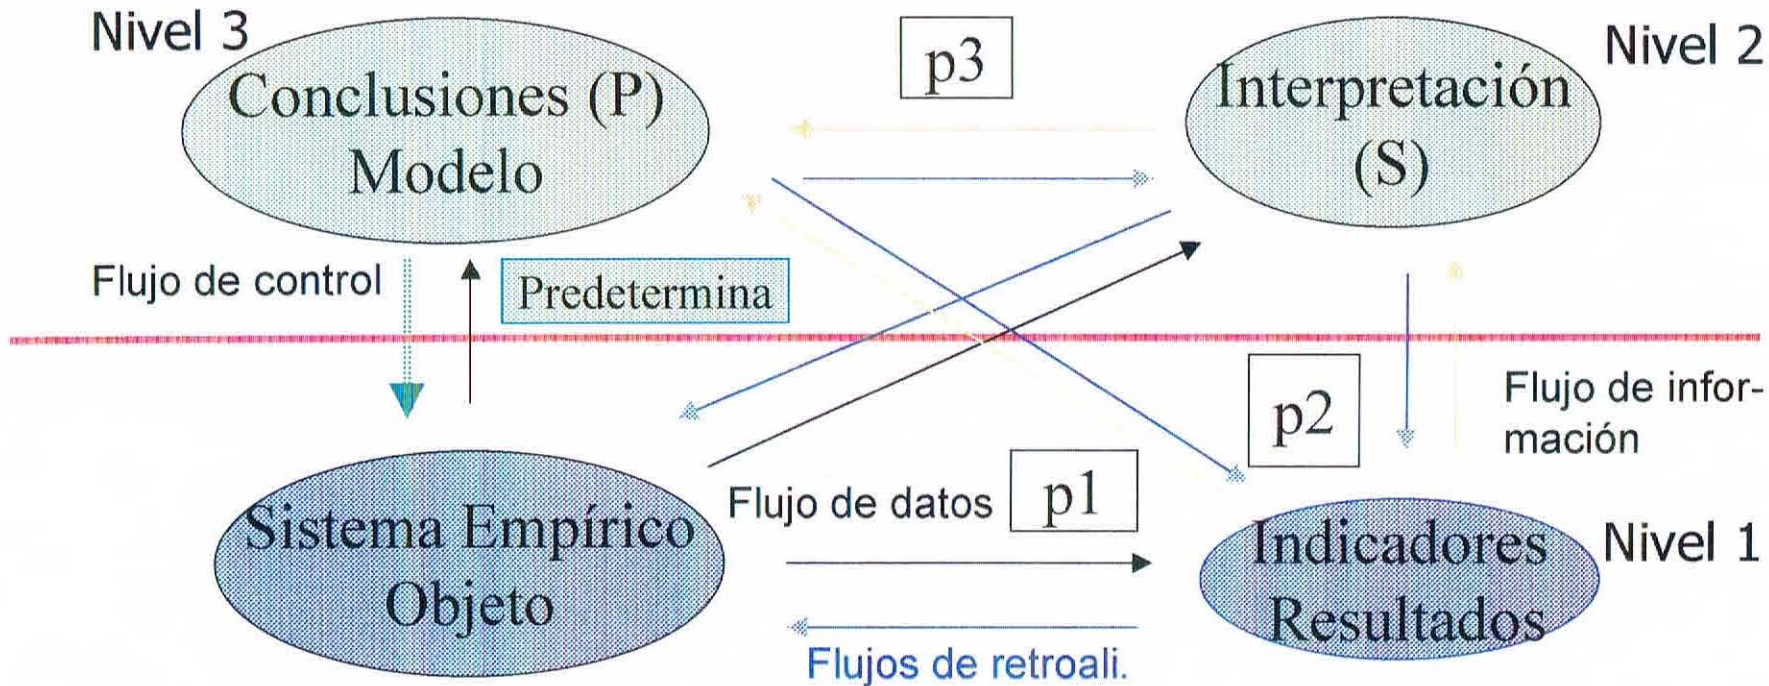 Nivel 3
Conclusiones (P)
Modelo
p3
Interpretación
(S)
Nivel 2
Flujo de control
Predetermina
p2
Flujo de infor-
mación
Sistema Empírico
Objeto
Flujo de datos
p1
Indicadores
Resultados
Nivel 1
Flujos de retroali.